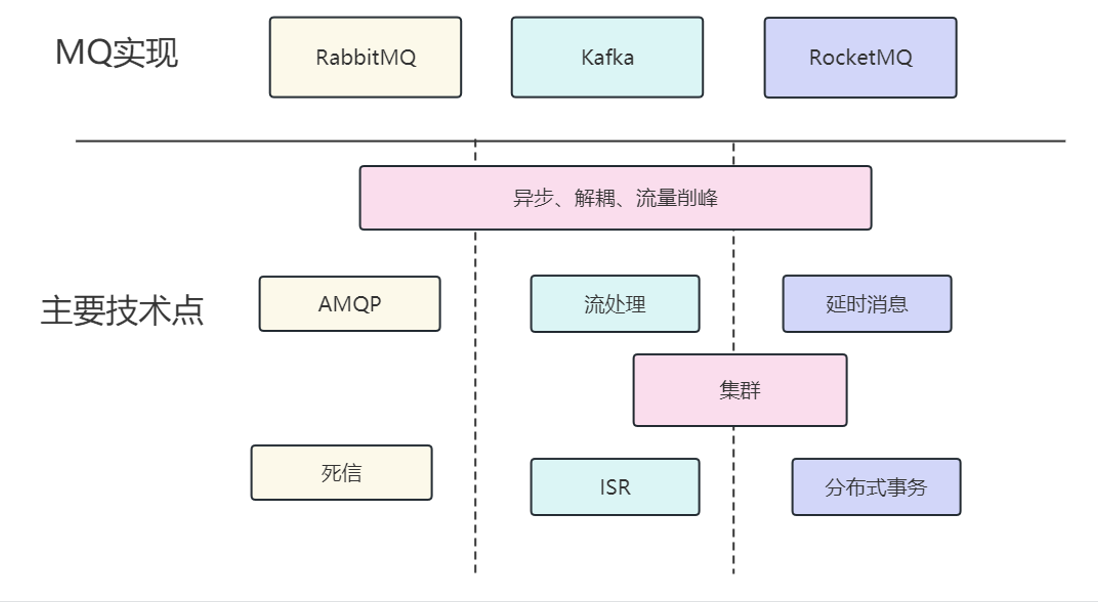 MQ实现
RabbitMQ
Kafka
RocketMQ
异步、解耦、流量削峰
主要技术点
AMQP
流处理
延时消息
集群
死信
ISR
分布式事务